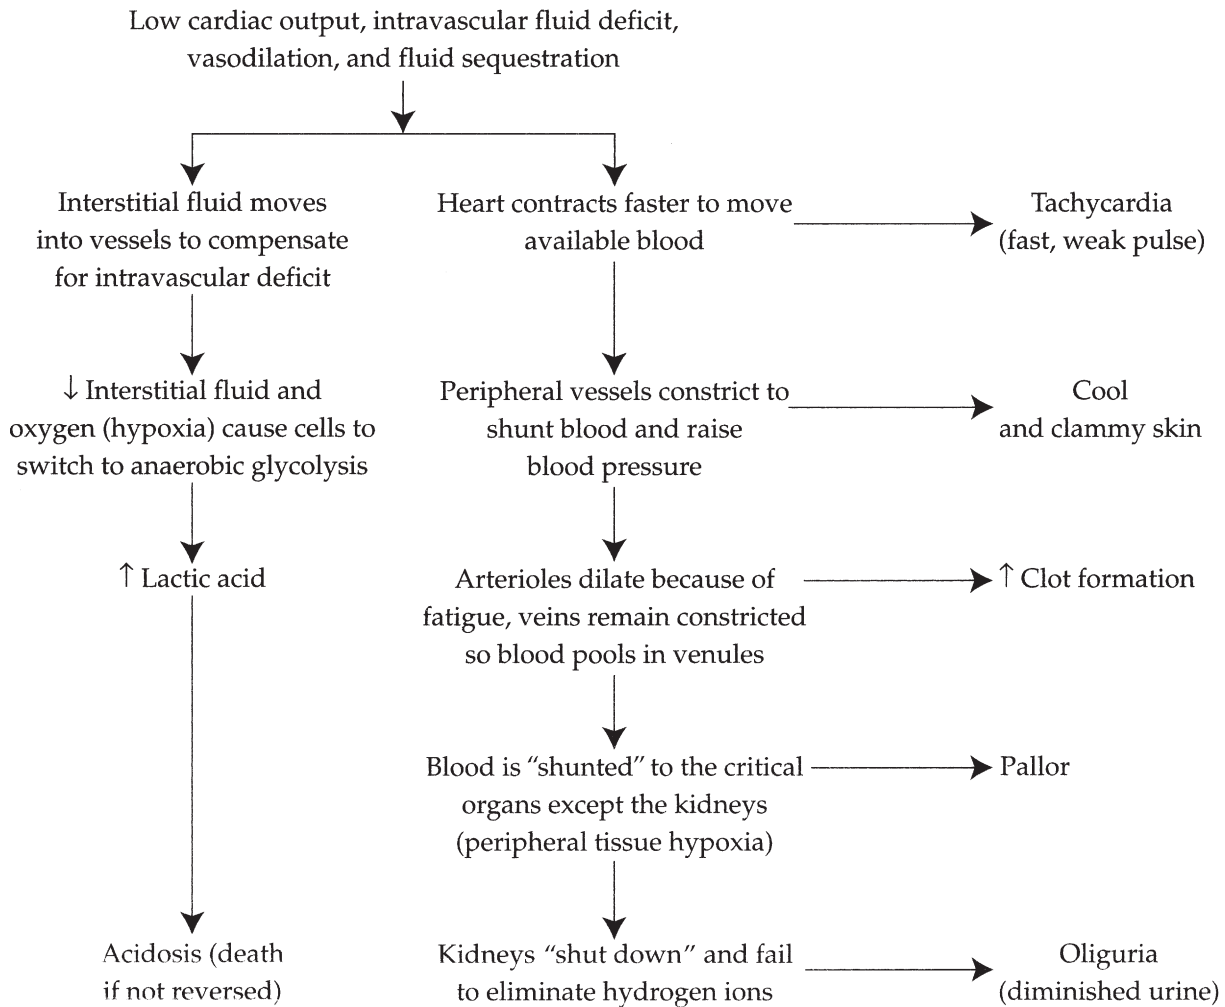 Low cardiac output, intravascular fluid deficit,
vasodilation, and fluid sequestration
Interstitial fluid moves
into vessels to compensate
for intravascular deficit
Heart contracts faster to move
available blood
Tachycardia
(fast, weak pulse)
↓ Interstitial fluid and
oxygen (hypoxia) cause cells to
switch to anaerobic glycolysis
Peripheral vessels constrict to
shunt blood and raise
blood pressure
Cool
and clammy skin
↑ Lactic acid
Arterioles dilate because of
fatigue, veins remain constricted
so blood pools in venules
↑ Clot formation
Blood is “shunted” to the critical
organs except the kidneys
(peripheral tissue hypoxia)
Pallor
Acidosis (death
if not reversed)
Kidneys “shut down” and fail
to eliminate hydrogen ions
Oliguria
(diminished urine)